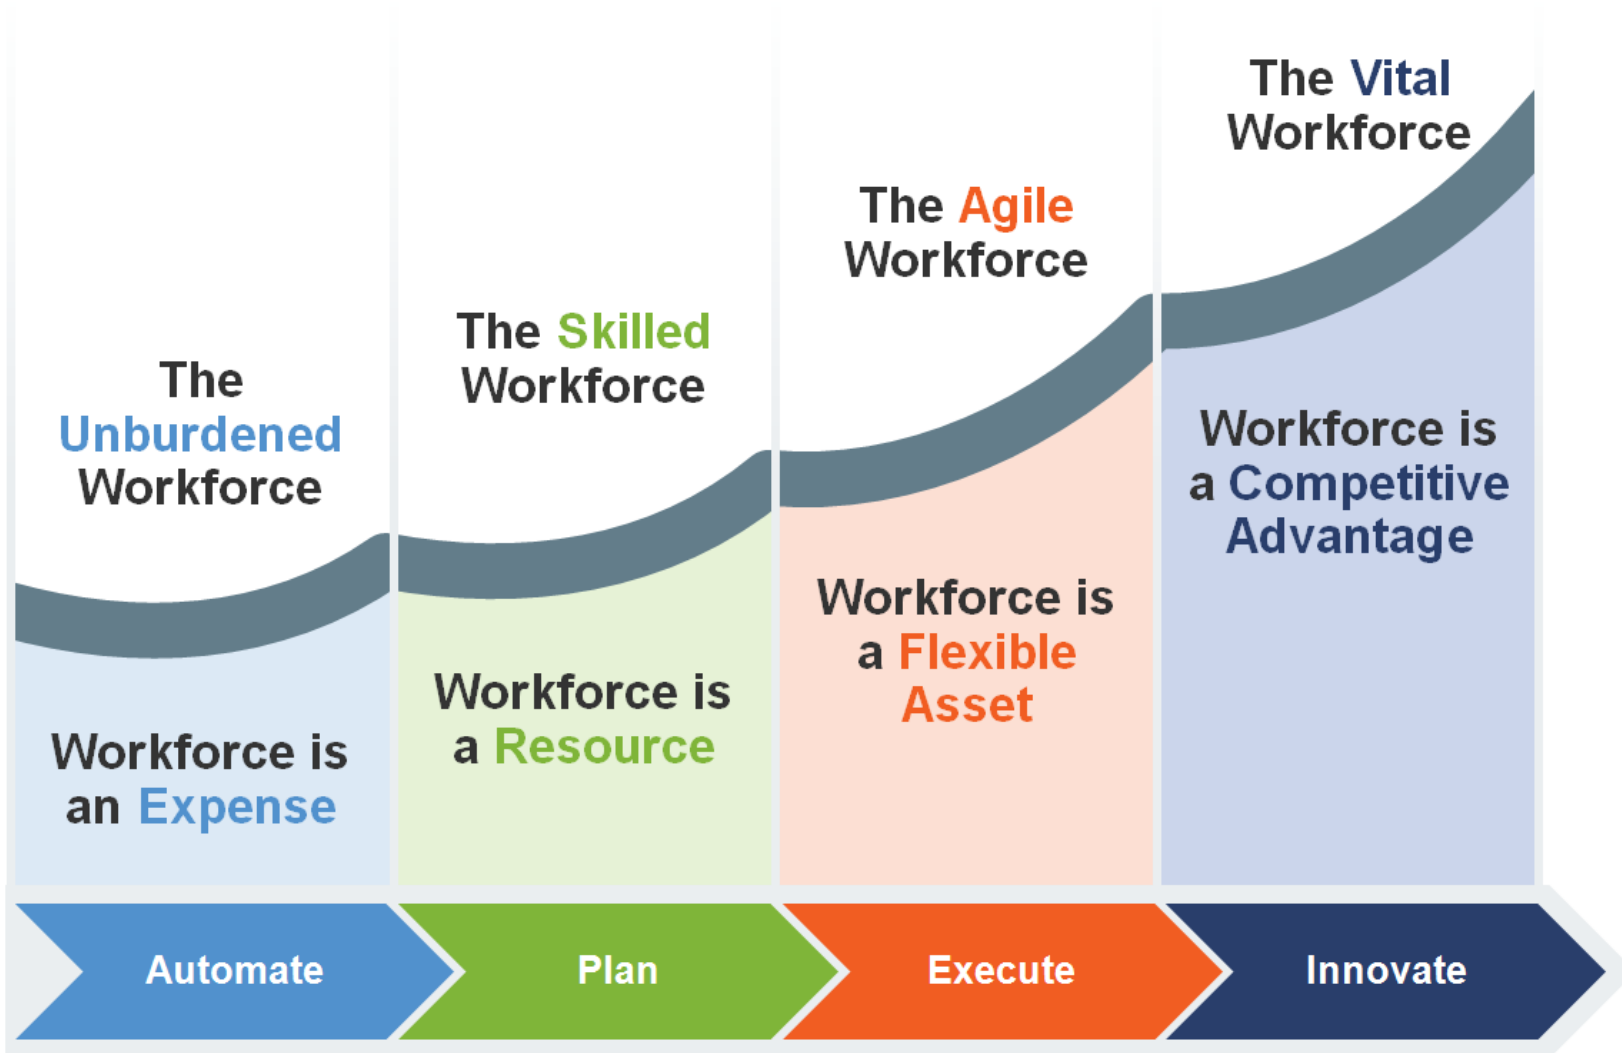 The
Unburdened
Workforce
Workforce is
an Expense
The Skilled
Workforce
Workforce is
a Resource
The Agile
Workforce
Workforce is
a Flexible
Asset
The Vital
Workforce
Workforce is
a Competitive
Advantage
Automate
Plan
Execute
Innovate